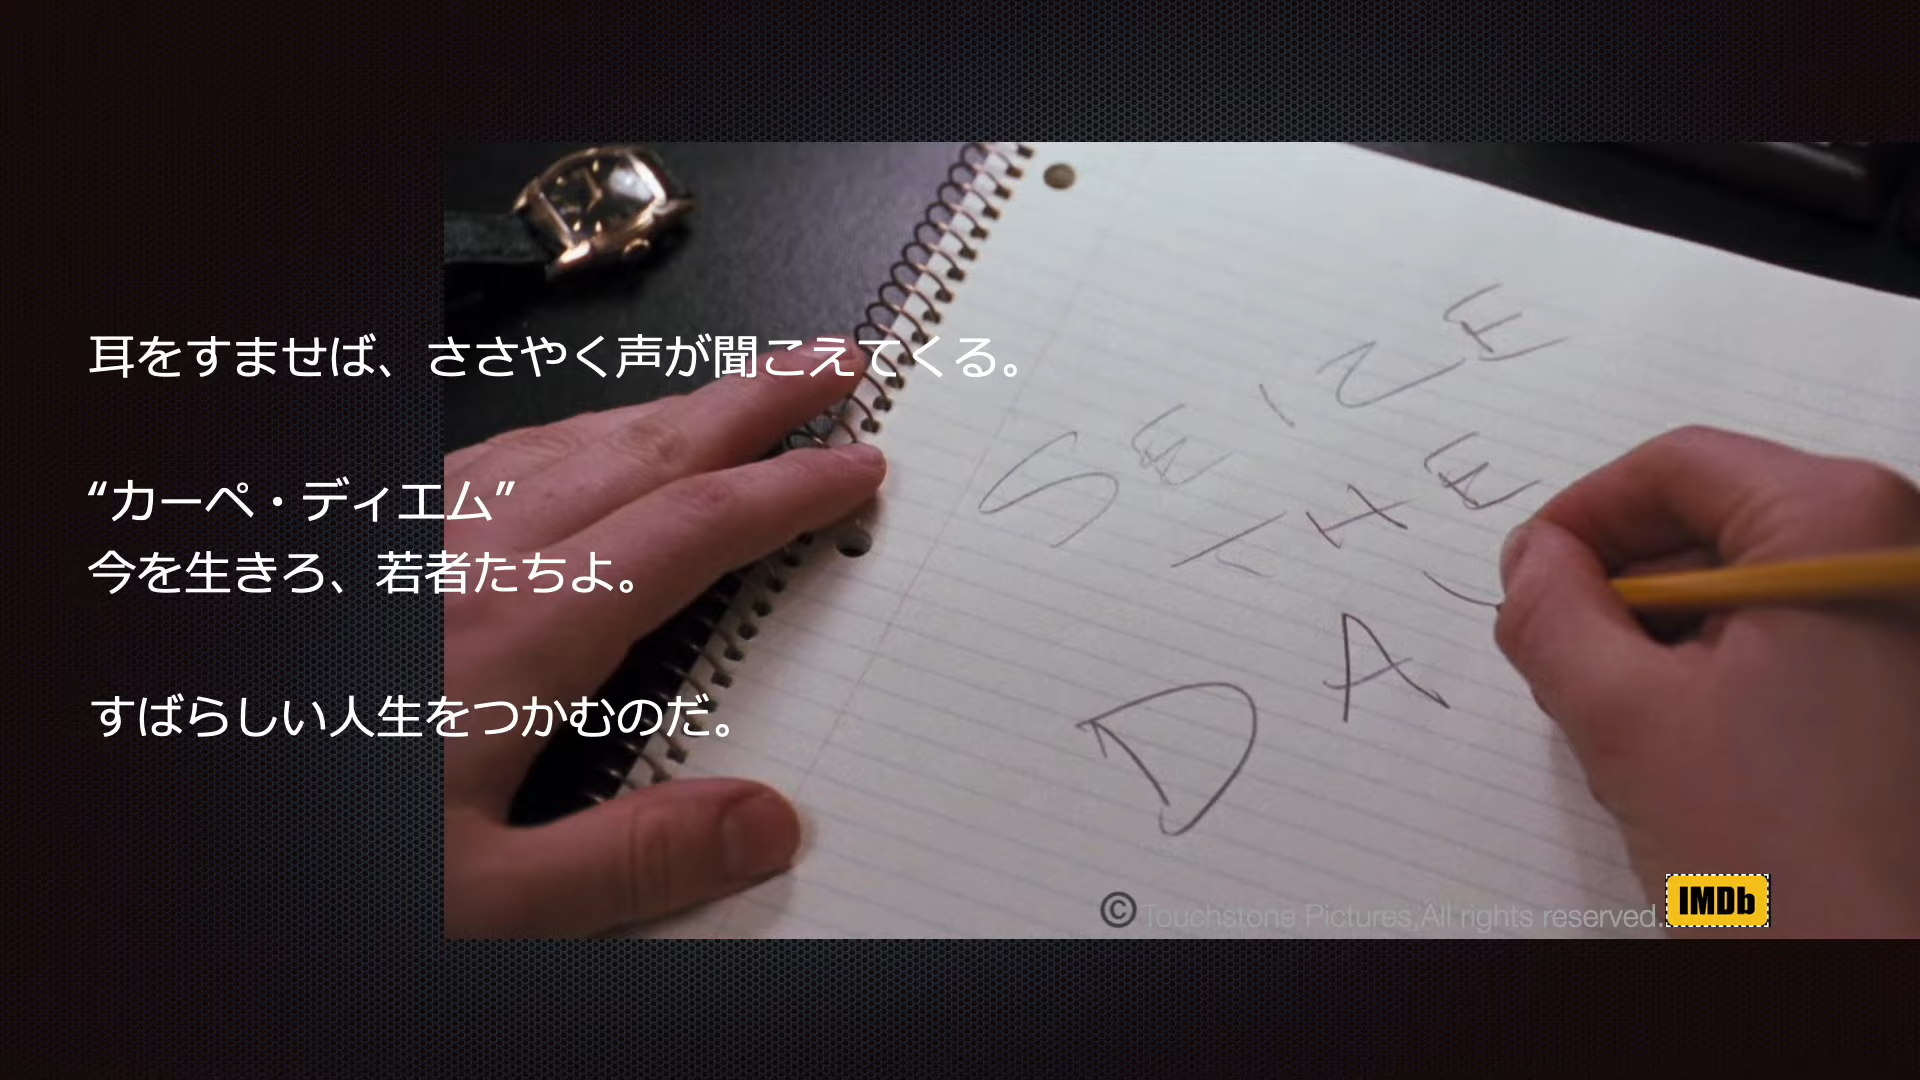 耳をすませば、ささやく声が聞こえてくる。
“カーペ・ディエム”
今を生きろ、若者たちよ。
すばらしい人生をつかむのだ。
SEIZE
THE
DA
© Touchstone Pictures,All rights reserved.
IMDb